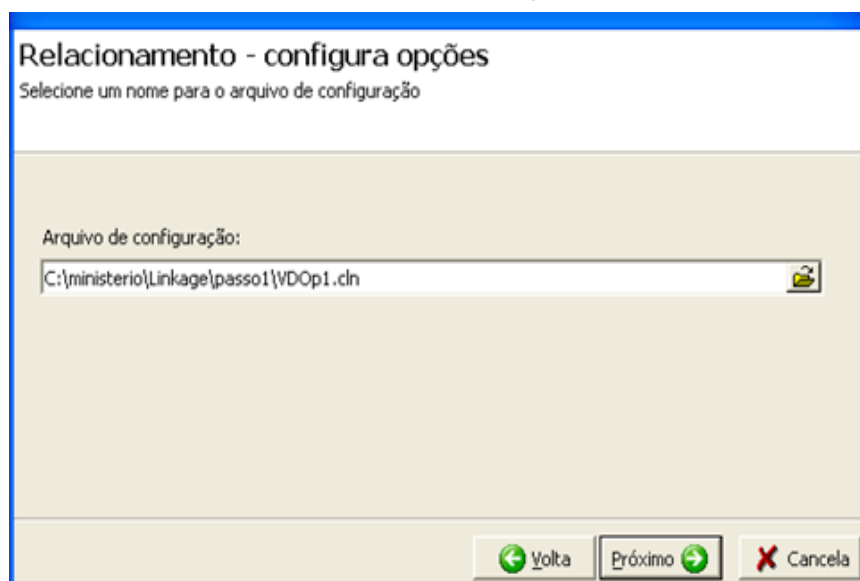 Relacionamento - configura opções
Selecione um nome para o arquivo de configuração
Arquivo de configuração:
C:\ministerio\Linkage\passo1\VDOp1.cln
Volta
Próximo
Cancela